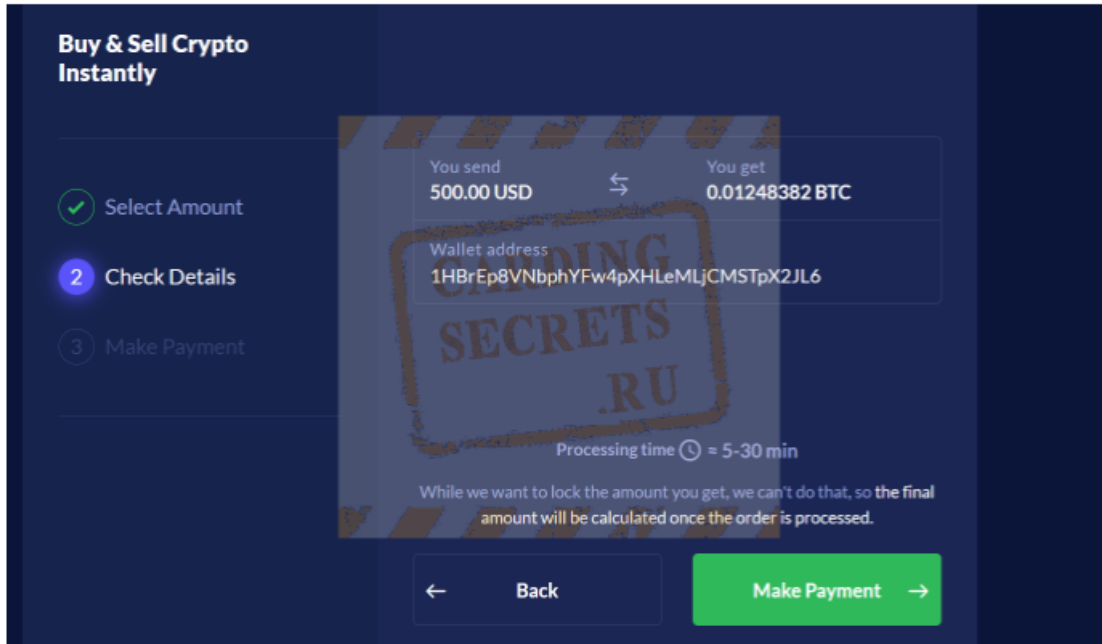 Buy & Sell Crypto
Instantly
Select Amount
2 Check Details
3 Make Payment
You send
500.00 USD
You get
0.01248382 BTC
Wallet address
1HBrEp8VNbphYFw4pXHLeMLjCMSTpX2JL6
CARDING
SECRETS
.RU
Processing time ≈ 5-30 min
While we want to lock the amount you get, we can't do that, so the final
amount will be calculated once the order is processed.
← Back
Make Payment →